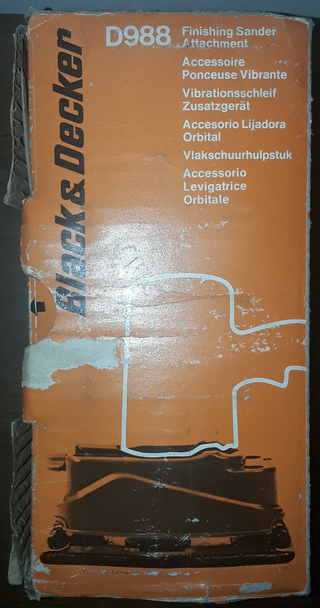 Black & Decker
D988
Finishing Sander
Attachment
Accessoire
Ponceuse Vibrante
Vibrationsschleif
Zusatzgerät
Accesorio Lijadora
Orbital
Vlakschuurhulpstuk
Accessorio
Levigatrice
Orbitale